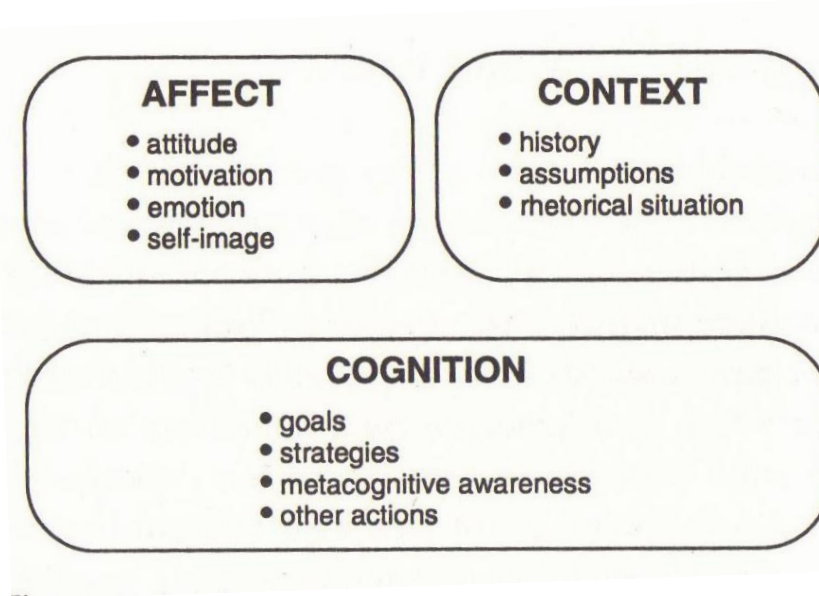 AFFECT
• attitude
• motivation
• emotion
• self-image
CONTEXT
• history
• assumptions
• rhetorical situation
COGNITION
• goals
• strategies
• metacognitive awareness
• other actions